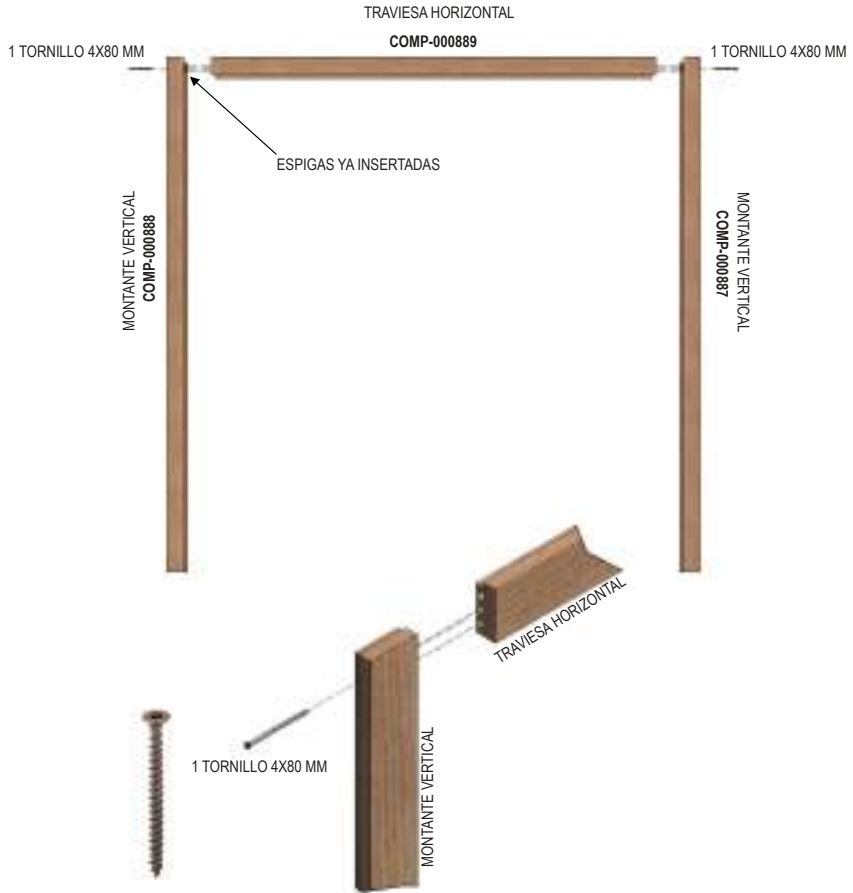 TRAVIESA HORIZONTAL
COMP-000889
1 TORNILLO 4X80 MM
1 TORNILLO 4X80 MM
ESPIGAS YA INSERTADAS
MONTANTE VERTICAL
COMP-000888
MONTANTE VERTICAL
COMP-000887
TRAVIESA HORIZONTAL
1 TORNILLO 4X80 MM
MONTANTE VERTICAL